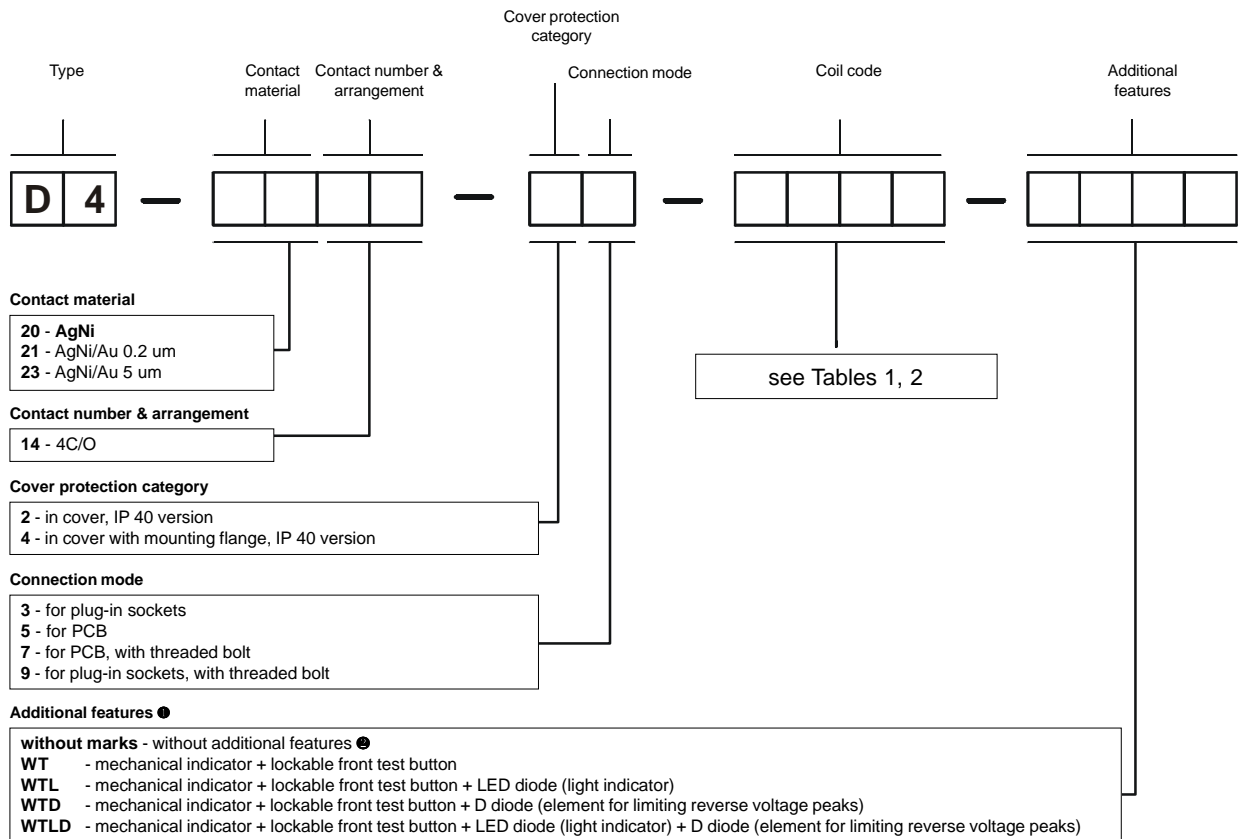 Cover protection
category
Type
Contact
material
Contact number &
arrangement
Connection mode
Coil code
Additional
features
D 4 — — — —
Contact material
20 - AgNi
21 - AgNi/Au 0.2 um
23 - AgNi/Au 5 um
see Tables 1, 2
Contact number & arrangement
14 - 4C/O
Cover protection category
2 - in cover, IP 40 version
4 - in cover with mounting flange, IP 40 version
Connection mode
3 - for plug-in sockets
5 - for PCB
7 - for PCB, with threaded bolt
9 - for plug-in sockets, with threaded bolt
Additional features ❶
without marks - without additional features ❷
WT - mechanical indicator + lockable front test button
WTL - mechanical indicator + lockable front test button + LED diode (light indicator)
WTD - mechanical indicator + lockable front test button + D diode (element for limiting reverse voltage peaks)
WTLD - mechanical indicator + lockable front test button + LED diode (light indicator) + D diode (element for limiting reverse voltage peaks)